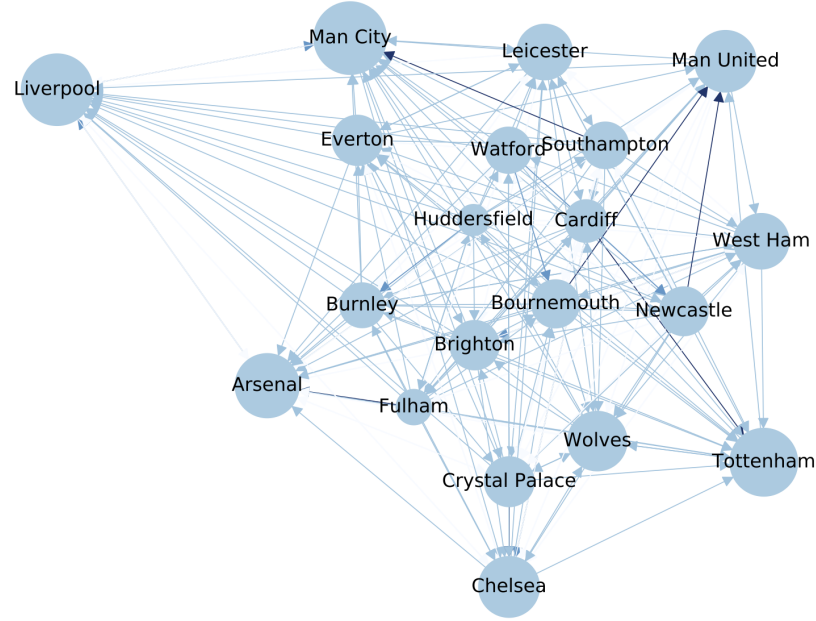 Man City
Leicester
Man United
Liverpool
Everton
Watford
Southampton
Huddersfield
Cardiff
West Ham
Burnley
Bournemouth
Newcastle
Brighton
Arsenal
Fulham
Wolves
Tottenham
Crystal Palace
Chelsea